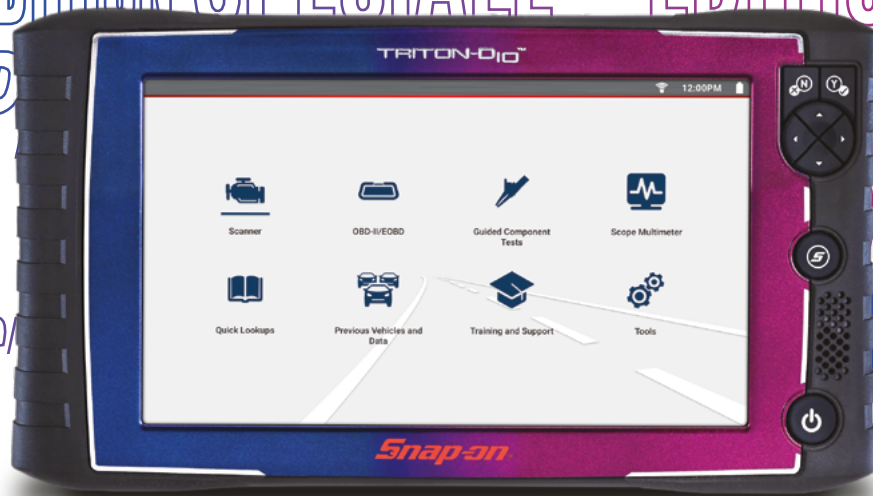 TRITON-D10™
12:00PM
N Y
Scanner
OBD-II/EOBD
Guided Component
Tests
Scope Multimeter
S
Quick Lookups
Previous Vehicles and
Data
Training and Support
Tools
Snap-on